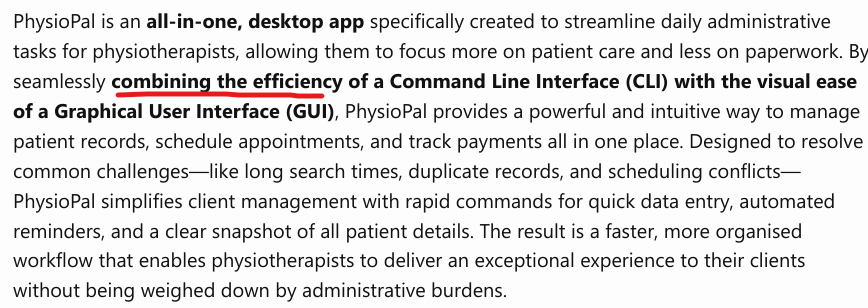 PhysioPal is an all-in-one, desktop app specifically created to streamline daily administrative
tasks for physiotherapists, allowing them to focus more on patient care and less on paperwork. By
seamlessly combining the efficiency of a Command Line Interface (CLI) with the visual ease
of a Graphical User Interface (GUI), PhysioPal provides a powerful and intuitive way to manage
patient records, schedule appointments, and track payments all in one place. Designed to resolve
common challenges—like long search times, duplicate records, and scheduling conflicts—
PhysioPal simplifies client management with rapid commands for quick data entry, automated
reminders, and a clear snapshot of all patient details. The result is a faster, more organised
workflow that enables physiotherapists to deliver an exceptional experience to their clients
without being weighed down by administrative burdens.